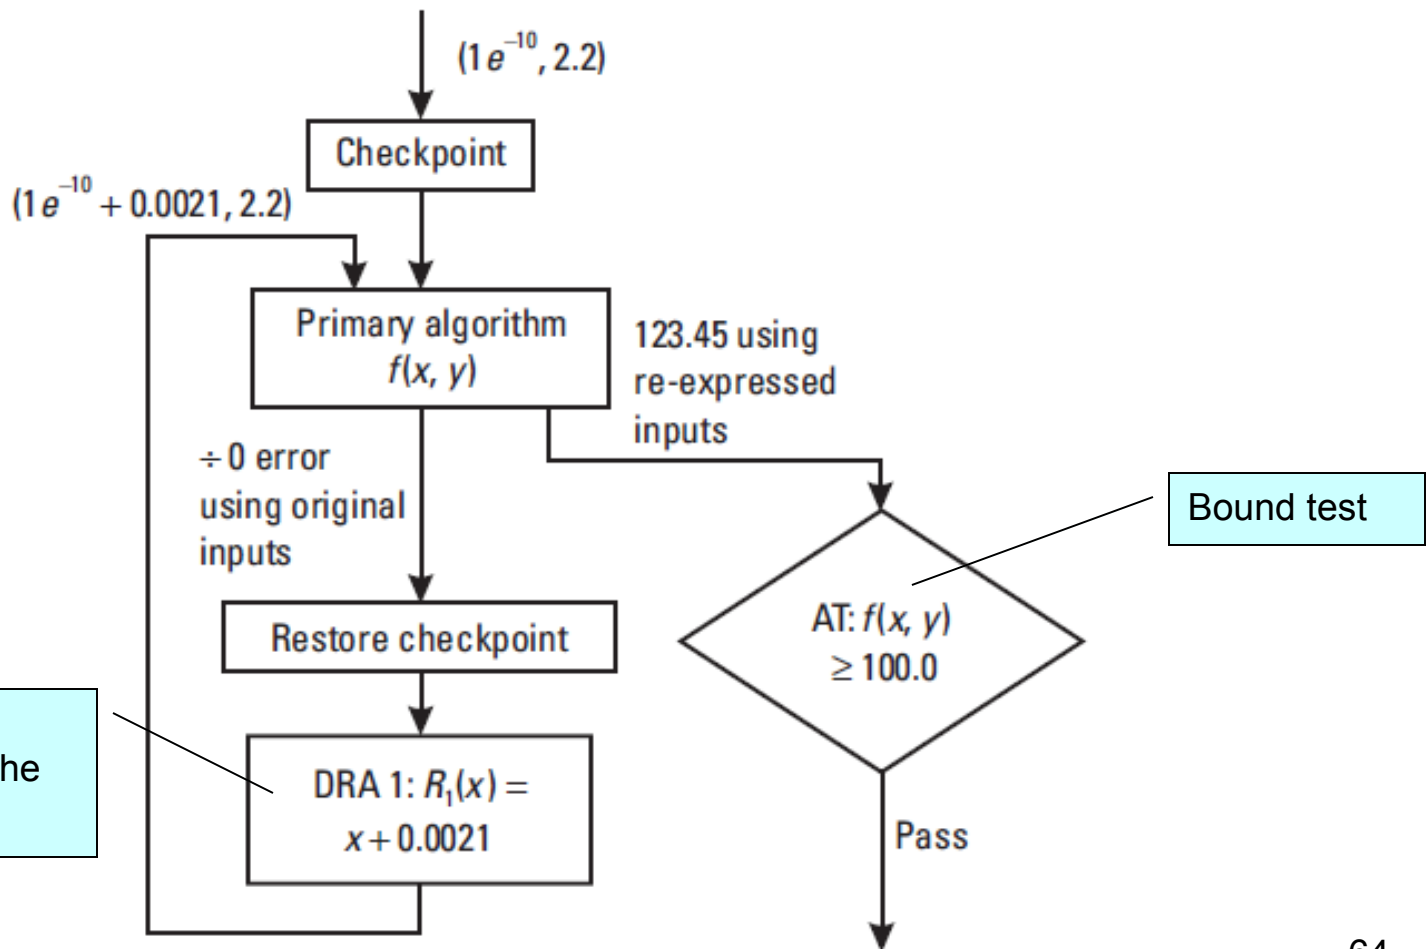 (1e⁻¹⁰, 2.2)
Checkpoint
(1e⁻¹⁰ + 0.0021, 2.2)
Primary algorithm
f(x, y)
123.45 using
re-expressed
inputs
÷ 0 error
using original
inputs
Bound test
AT: f(x, y)
≥ 100.0
Restore checkpoint
he
DRA 1: R₁(x) =
x + 0.0021
Pass
64